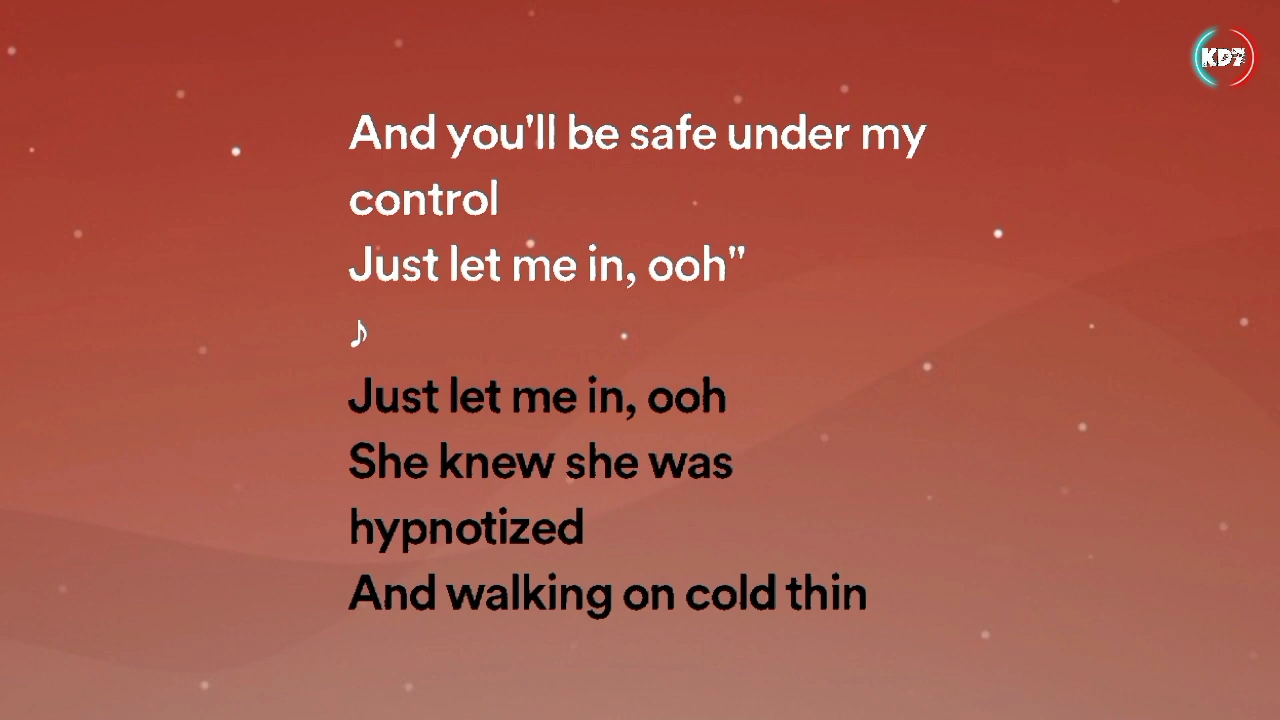 KD7
And you'll be safe under my
control
Just let me in, ooh"
♪
Just let me in, ooh
She knew she was
hypnotized
And walking on cold thin